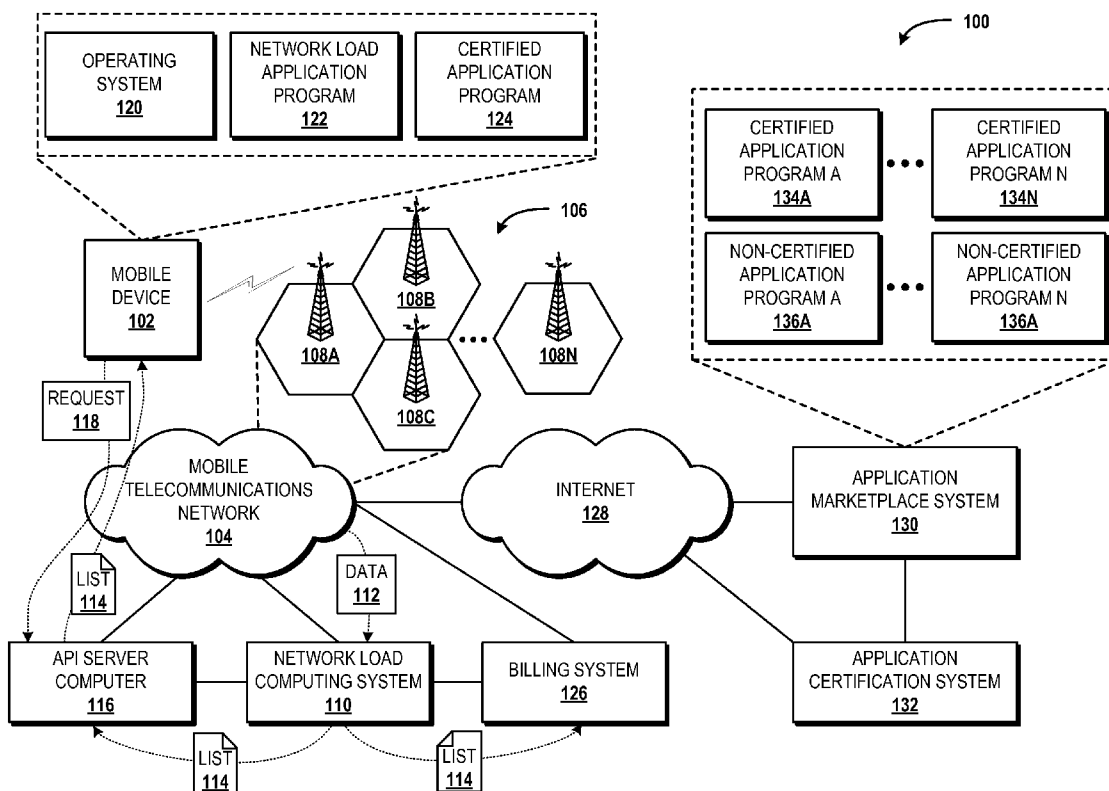 100
OPERATING
SYSTEM
120
NETWORK LOAD
APPLICATION
PROGRAM
122
CERTIFIED
APPLICATION
PROGRAM
124
CERTIFIED
APPLICATION
PROGRAM A
134A
CERTIFIED
APPLICATION
PROGRAM N
134N
NON-CERTIFIED
APPLICATION
PROGRAM A
136A
NON-CERTIFIED
APPLICATION
PROGRAM N
136A
106
MOBILE
DEVICE
102
108A
108B
108C
108N
REQUEST
118
MOBILE
TELECOMMUNICATIONS
NETWORK
104
INTERNET
128
APPLICATION
MARKETPLACE SYSTEM
130
LIST
114
DATA
112
API SERVER
COMPUTER
116
NETWORK LOAD
COMPUTING SYSTEM
110
BILLING SYSTEM
126
APPLICATION
CERTIFICATION SYSTEM
132
LIST
114
LIST
114